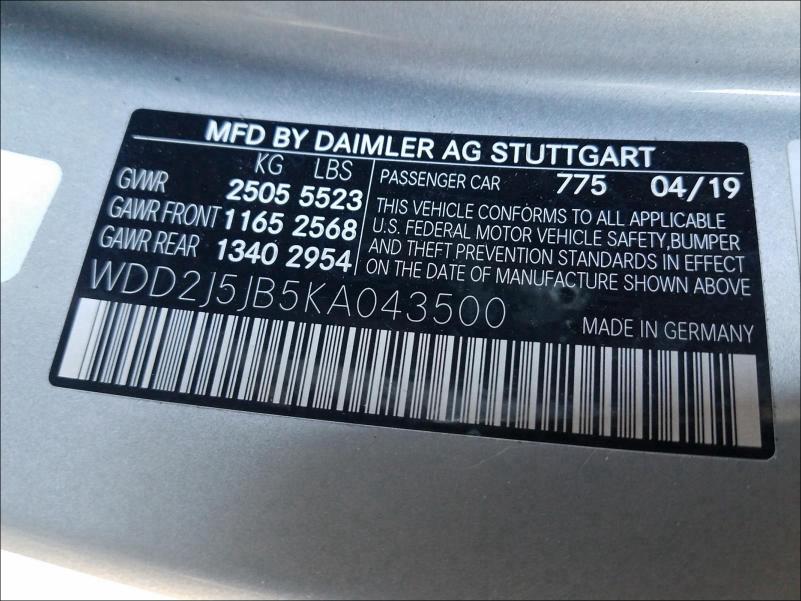 MFD BY DAIMLER AG STUTTGART
KG LBS
GVWR 2505 5523
GAWR FRONT 1165 2568
GAWR REAR 1340 2954
PASSENGER CAR 775 04/19
THIS VEHICLE CONFORMS TO ALL APPLICABLE
U.S. FEDERAL MOTOR VEHICLE SAFETY,BUMPER
AND THEFT PREVENTION STANDARDS IN EFFECT
ON THE DATE OF MANUFACTURE SHOWN ABOVE
WDD2J5JB5KA043500
MADE IN GERMANY